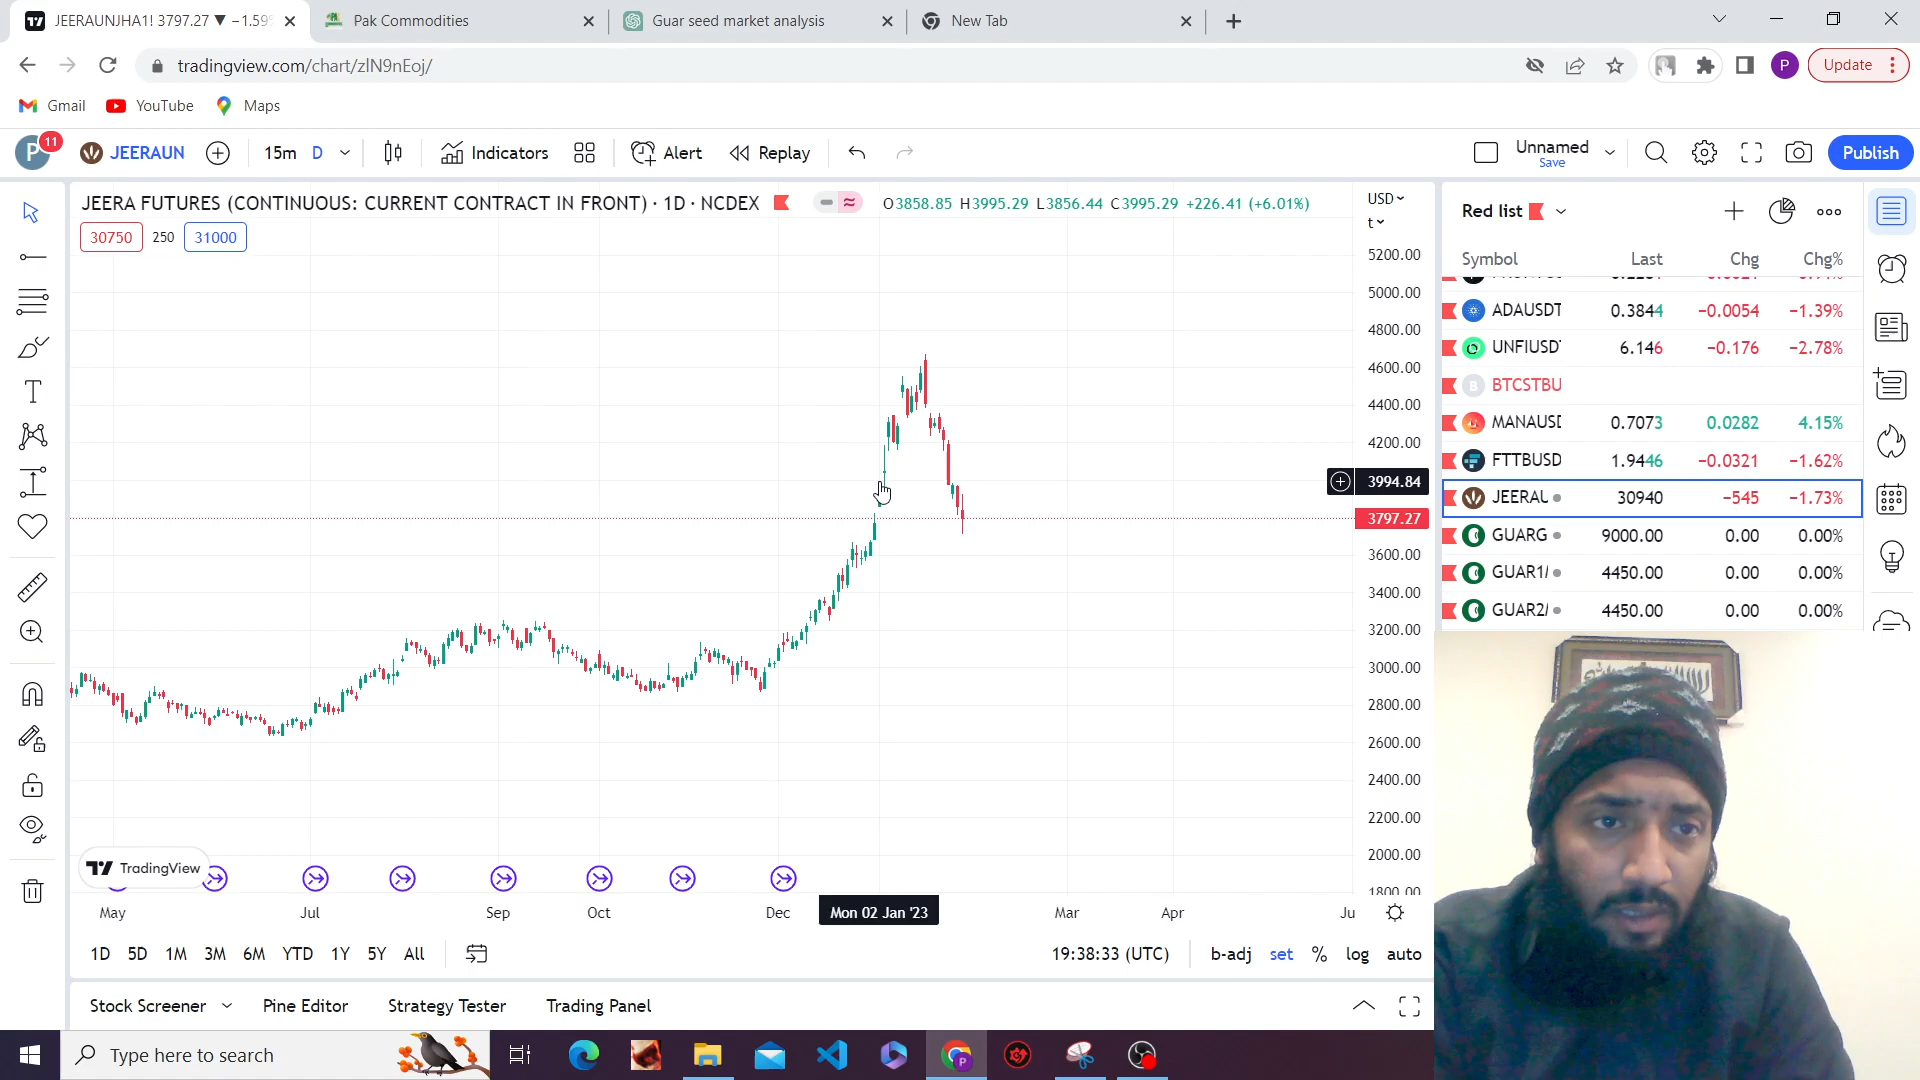 JEERAUNJHA1! 3797.27 ▼ −1.59%
Pak Commodities
Guar seed market analysis
New Tab
tradingview.com/chart/zlN9nEoj/
P
Update
Gmail
YouTube
Maps
P
11
JEERAUN
15m
D
Indicators
Alert
Replay
Unnamed
Save
Publish
JEERA FUTURES (CONTINUOUS: CURRENT CONTRACT IN FRONT) · 1D · NCDEX
O3858.85 H3995.29 L3856.44 C3995.29 +226.41 (+6.01%)
30750
250
31000
USD
t
5200.00
5000.00
4800.00
4600.00
4400.00
4200.00
3994.84
3797.27
3600.00
3400.00
3200.00
3000.00
2800.00
2600.00
2400.00
2200.00
2000.00
1800.00
TradingView
May
Jul
Sep
Oct
Dec
Mon 02 Jan '23
Mar
Apr
Ju
1D
5D
1M
3M
6M
YTD
1Y
5Y
All
19:38:33 (UTC)
b-adj
set
%
log
auto
Stock Screener
Pine Editor
Strategy Tester
Trading Panel
Red list
Symbol Last Chg Chg%
ADAUSDT 0.3844 −0.0054 −1.39%
UNFIUSD 6.146 −0.176 −2.78%
BTCSTBU
MANAUSD 0.7073 0.0282 4.15%
FTTBUSD 1.9446 −0.0321 −1.62%
JEERAU 30940 −545 −1.73%
GUARG 9000.00 0.00 0.00%
GUAR1 4450.00 0.00 0.00%
GUAR2 4450.00 0.00 0.00%
Type here to search